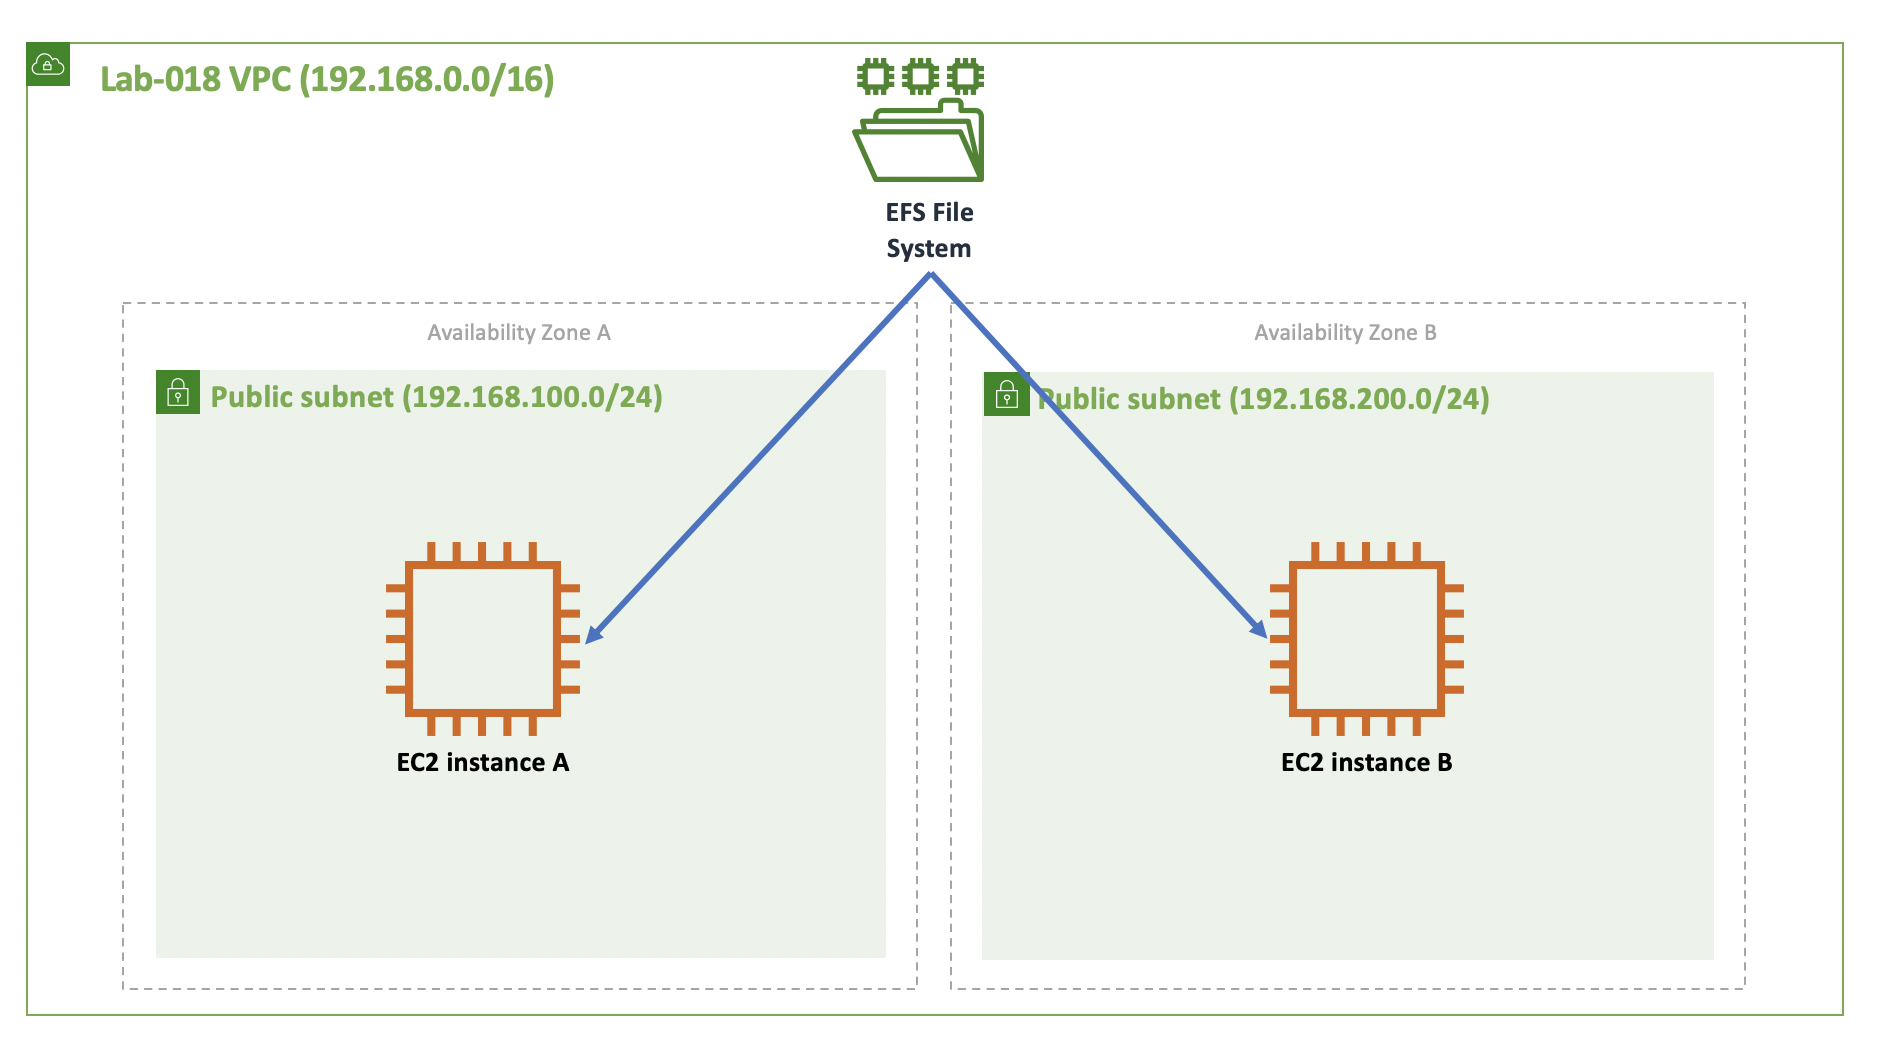 Lab-018 VPC (192.168.0.0/16)
EFS File
System
Availability Zone A
Availability Zone B
Public subnet (192.168.100.0/24)
Public subnet (192.168.200.0/24)
EC2 instance A
EC2 instance B